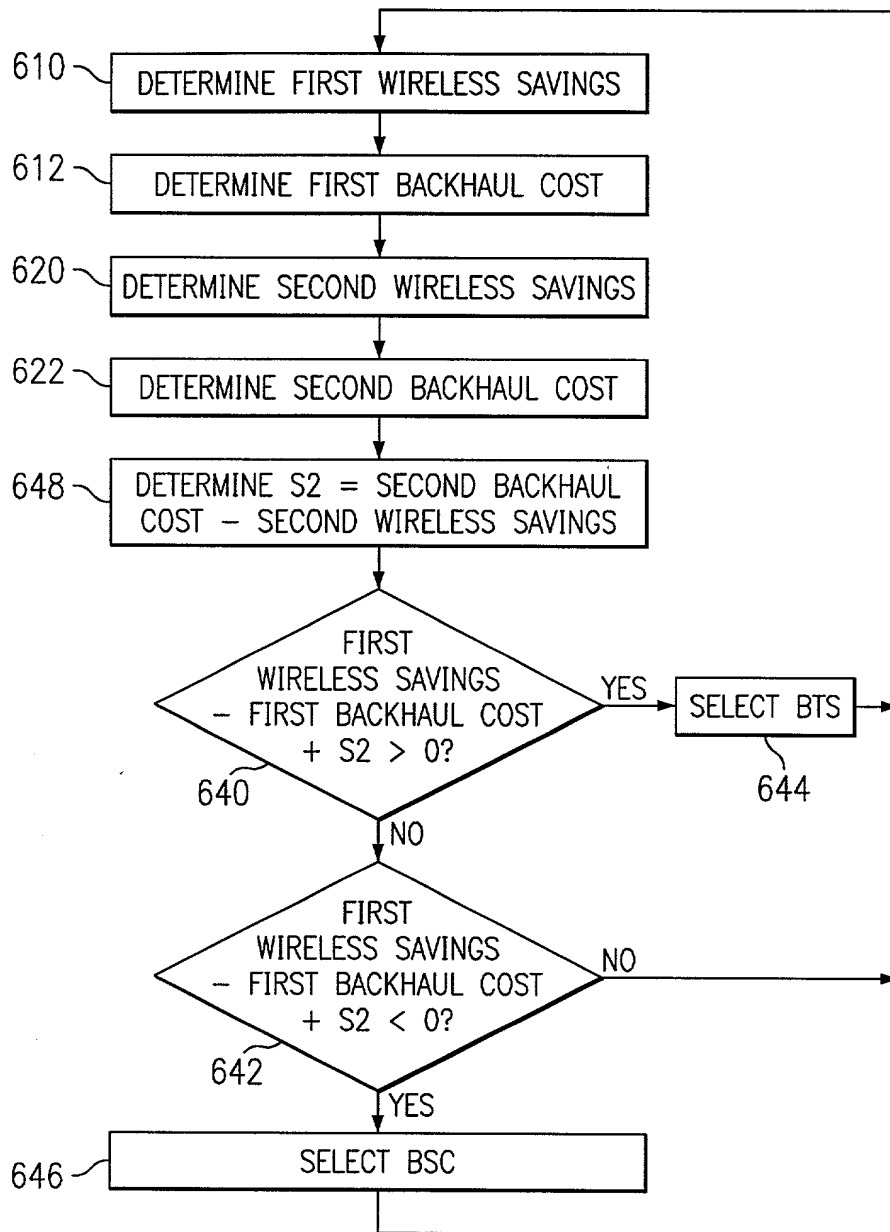 610
DETERMINE FIRST WIRELESS SAVINGS
612
DETERMINE FIRST BACKHAUL COST
620
DETERMINE SECOND WIRELESS SAVINGS
622
DETERMINE SECOND BACKHAUL COST
648
DETERMINE S2 = SECOND BACKHAUL
COST - SECOND WIRELESS SAVINGS
FIRST
WIRELESS SAVINGS
- FIRST BACKHAUL COST
+ S2 > 0?
640
YES
SELECT BTS
644
NO
FIRST
WIRELESS SAVINGS
- FIRST BACKHAUL COST
+ S2 < 0?
642
NO
YES
646
SELECT BSC